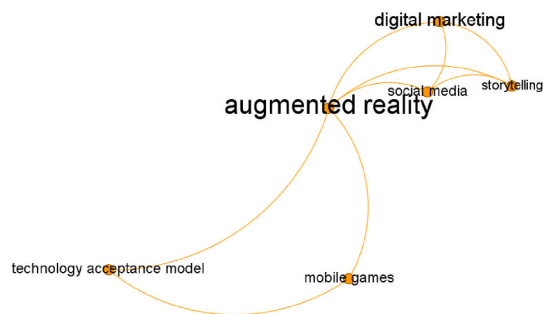 digital marketing
storytelling
social media
augmented reality
technology acceptance model
mobile games